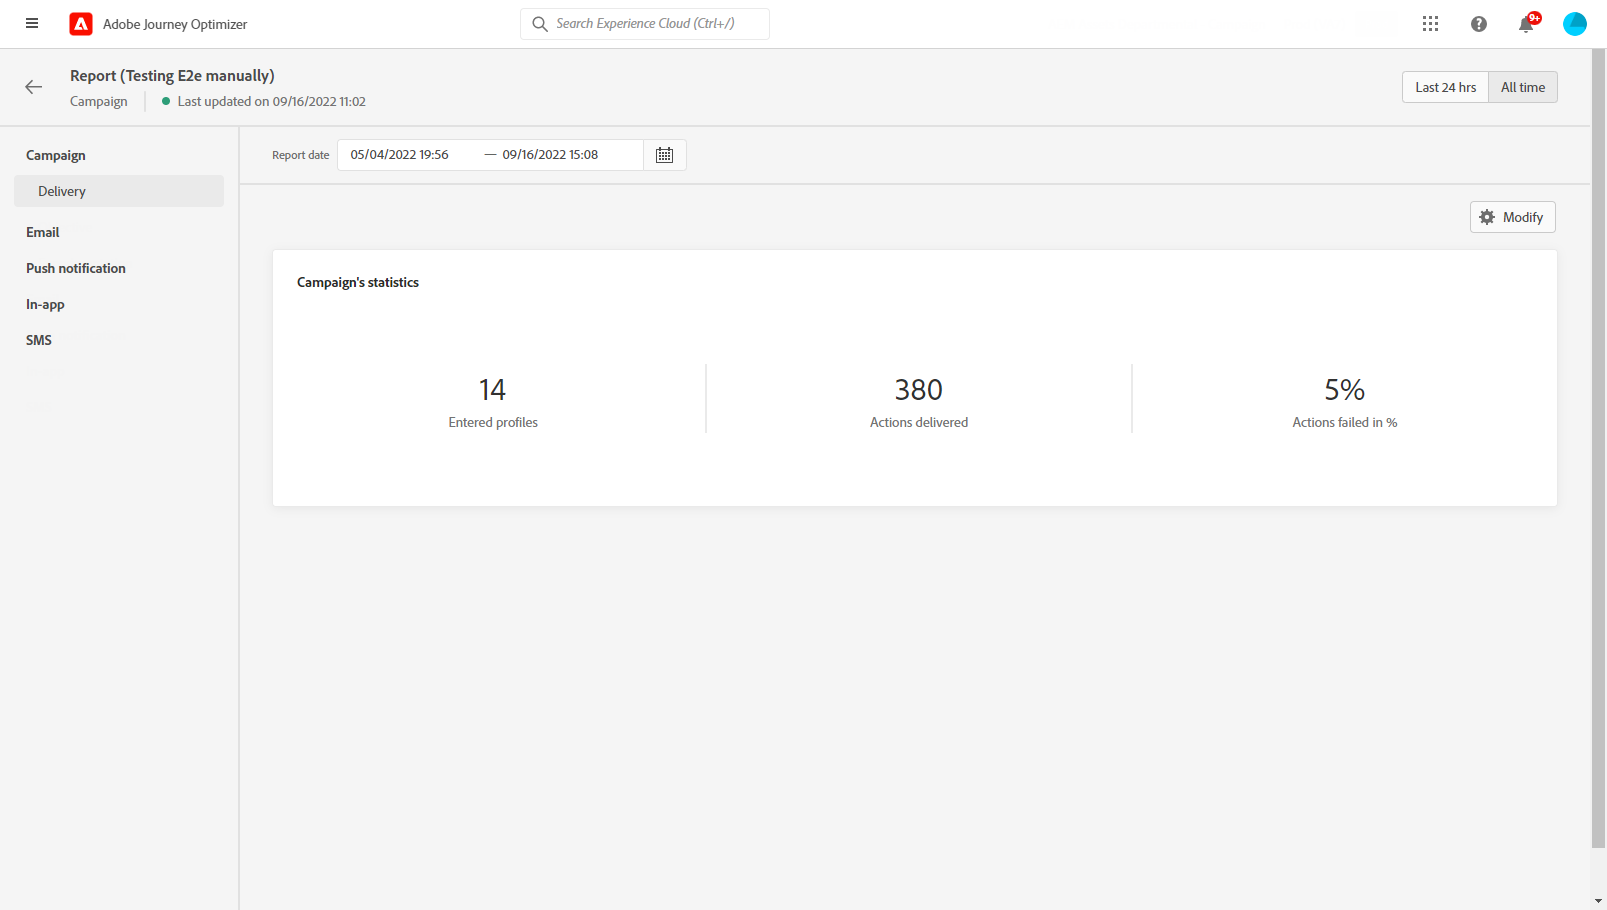 Adobe Journey Optimizer
Search Experience Cloud (Ctrl+/)
9+
Report (Testing E2e manually)
Campaign
Last updated on 09/16/2022 11:02
Last 24 hrs
All time
Campaign
Delivery
Email
Push notification
In-app
SMS
Report date
05/04/2022 19:56 — 09/16/2022 15:08
Modify
Campaign's statistics
14
Entered profiles
380
Actions delivered
5%
Actions failed in %